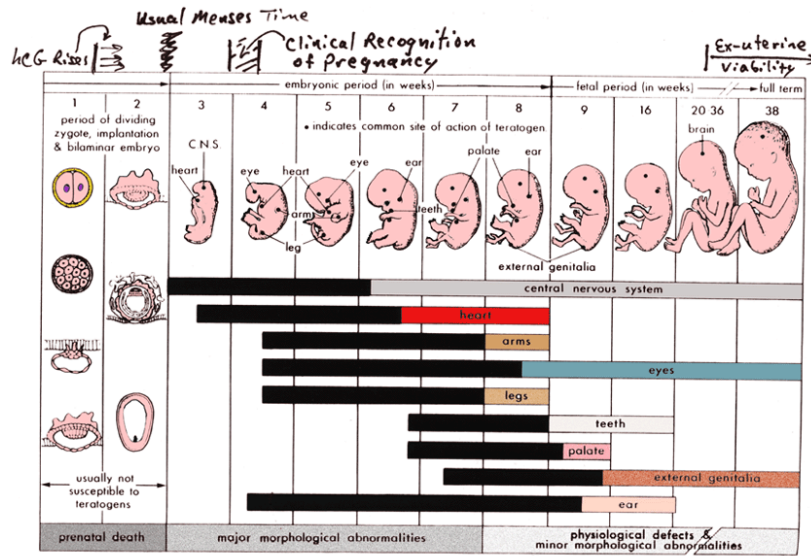 Usual Menses Time
hCG Rises
Clinical Recognition
of Pregnancy
Ex-uterine
Viability
embryonic period (in weeks)
fetal period (in weeks)
full term
1
2
3
4
5
6
7
8
9
16
20 36
38
period of dividing
zygote, implantation
& bilaminar embryo
• indicates common site of action of teratogen
C.N.S.
heart
eye
heart
arms
leg
eye
ear
teeth
palate
ear
brain
external genitalia
central nervous system
heart
arms
eyes
legs
teeth
palate
external genitalia
ear
usually not
susceptible to
teratogens
prenatal death
major morphological abnormalities
physiological defects &
minor morphological abnormalities